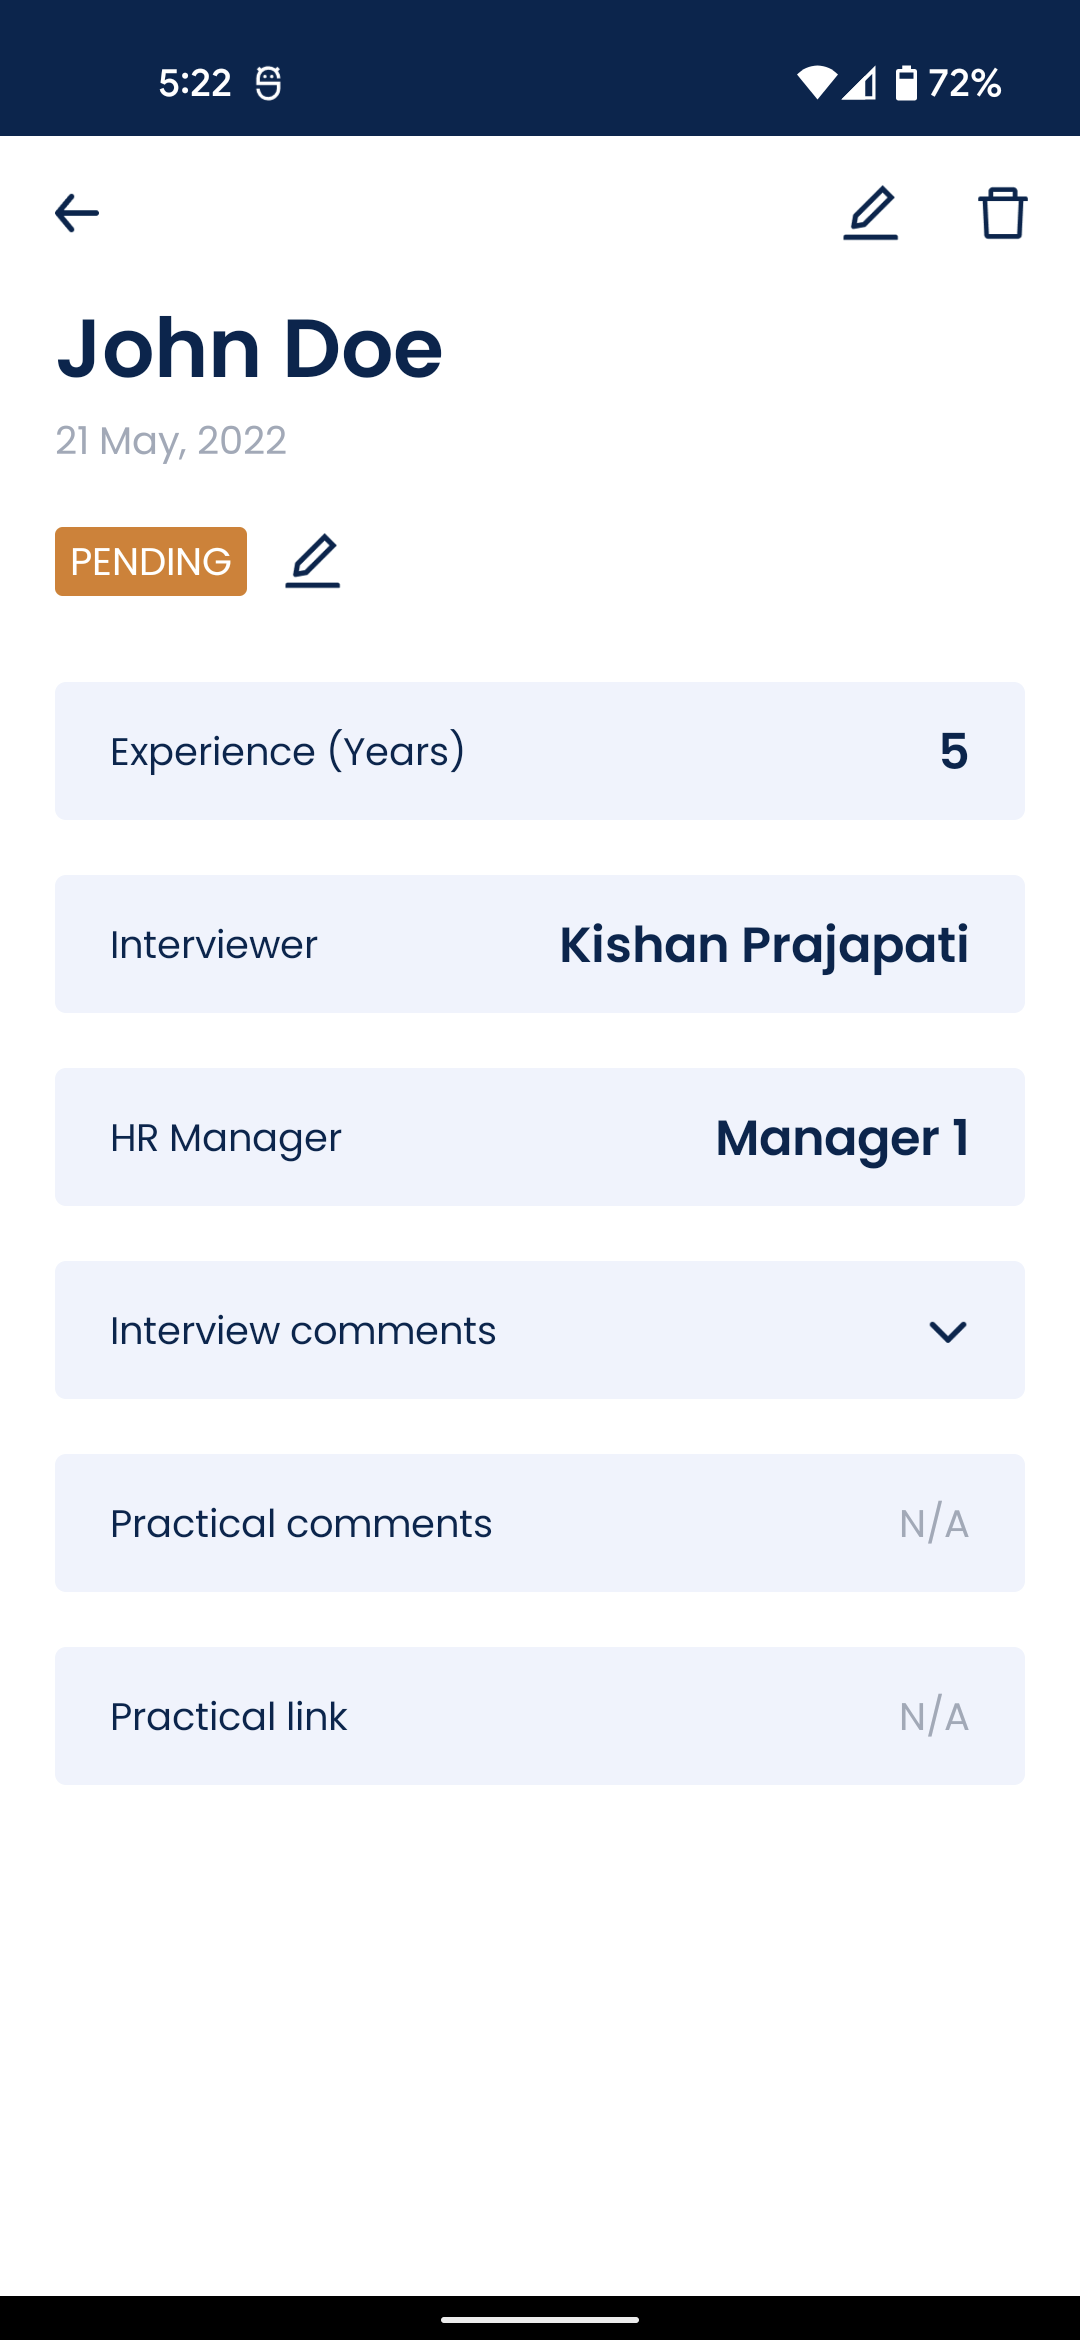 5:22 72%
John Doe
21 May, 2022
PENDING
Experience (Years) 5
Interviewer Kishan Prajapati
HR Manager Manager 1
Interview comments
Practical comments N/A
Practical link N/A